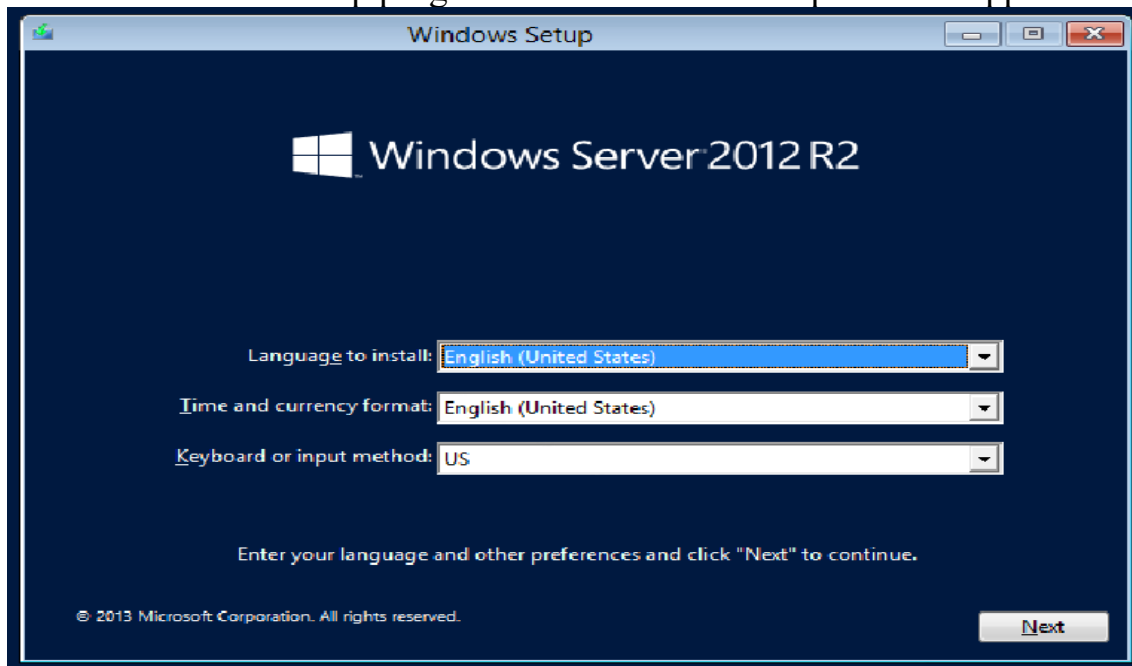 Windows Setup
Windows Server 2012 R2
Language to install: English (United States)
Time and currency format: English (United States)
Keyboard or input method: US
Enter your language and other preferences and click "Next" to continue.
© 2013 Microsoft Corporation. All rights reserved.
Next